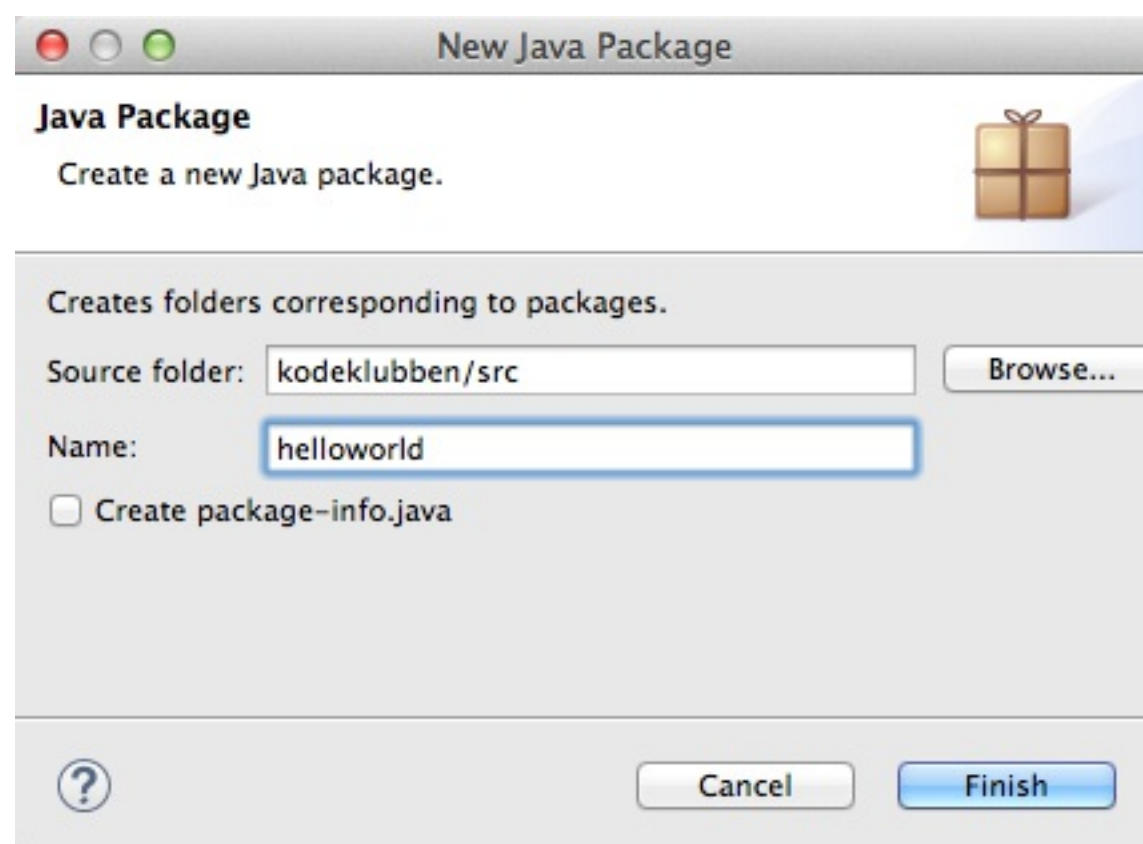 New Java Package
Java Package
Create a new Java package.
Creates folders corresponding to packages.
Source folder: kodeklubben/src Browse...
Name: helloworld
Create package-info.java
? Cancel Finish